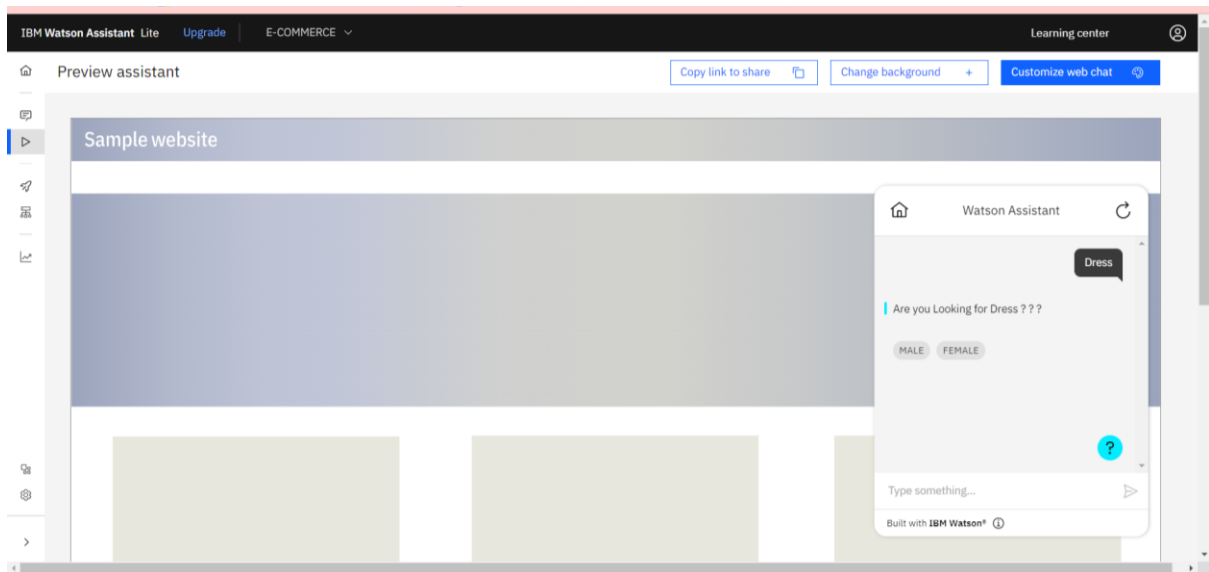 IBM Watson Assistant Lite Upgrade E-COMMERCE Learning center
Preview assistant Copy link to share Change background + Customize web chat
Sample website
Watson Assistant
Dress
Are you Looking for Dress ? ? ?
MALE FEMALE
?
Type something...
Built with IBM Watson®